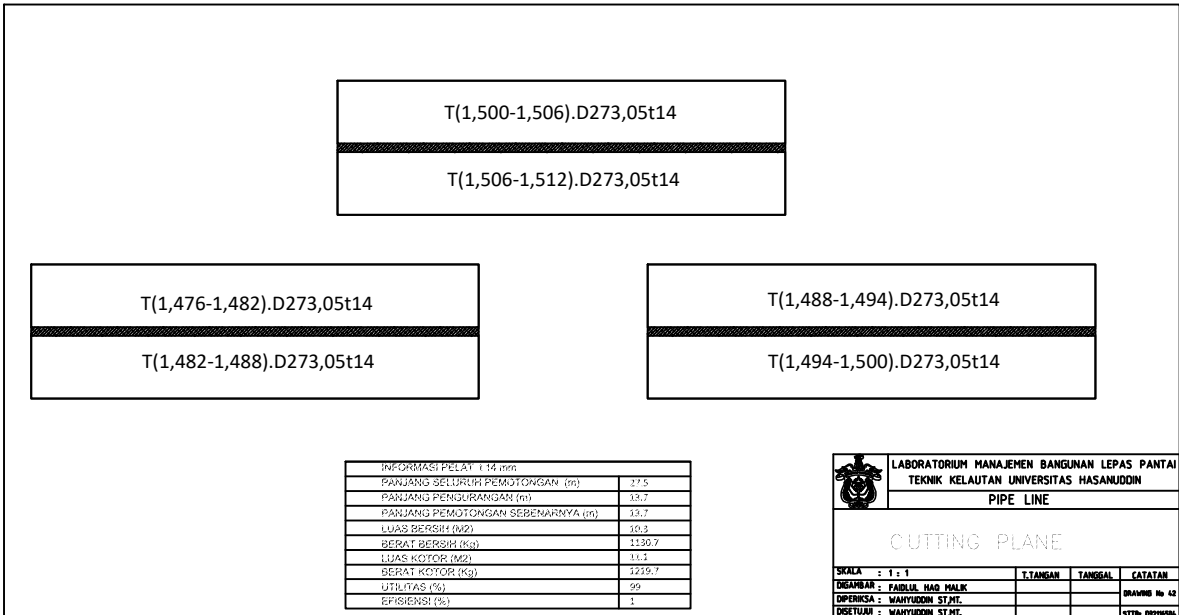 T(1,500-1,506).D273,05t14
T(1,506-1,512).D273,05t14
T(1,476-1,482).D273,05t14
T(1,482-1,488).D273,05t14
T(1,488-1,494).D273,05t14
T(1,494-1,500).D273,05t14
INFORMASI PELAT t 14 mm
PANJANG SELURUH PEMOTONGAN (m) 27.5
PANJANG PENGURANGAN (m) 13.7
PANJANG PEMOTONGAN SEBENARNYA (m) 13.7
LUAS BERSIH (M2) 10.3
BERAT BERSIH (Kg) 1130.7
LUAS KOTOR (M2) 11.1
BERAT KOTOR (Kg) 1219.7
UTILITAS (%) 99
EFISIENSI (%) 1
LABORATORIUM MANAJEMEN BANGUNAN LEPAS PANTAI
TEKNIK KELAUTAN UNIVERSITAS HASANUDDIN
PIPE LINE
CUTTING PLANE
SKALA : 1 : 1 T.TANGAN TANGGAL CATATAN
DIGAMBAR : FAIDLUL HAQ MALIK
DRAWING No 42
DIPERIKSA : WAHYUDDIN ST,MT.
DISETUJUI : WAHYUDDIN ST,MT.